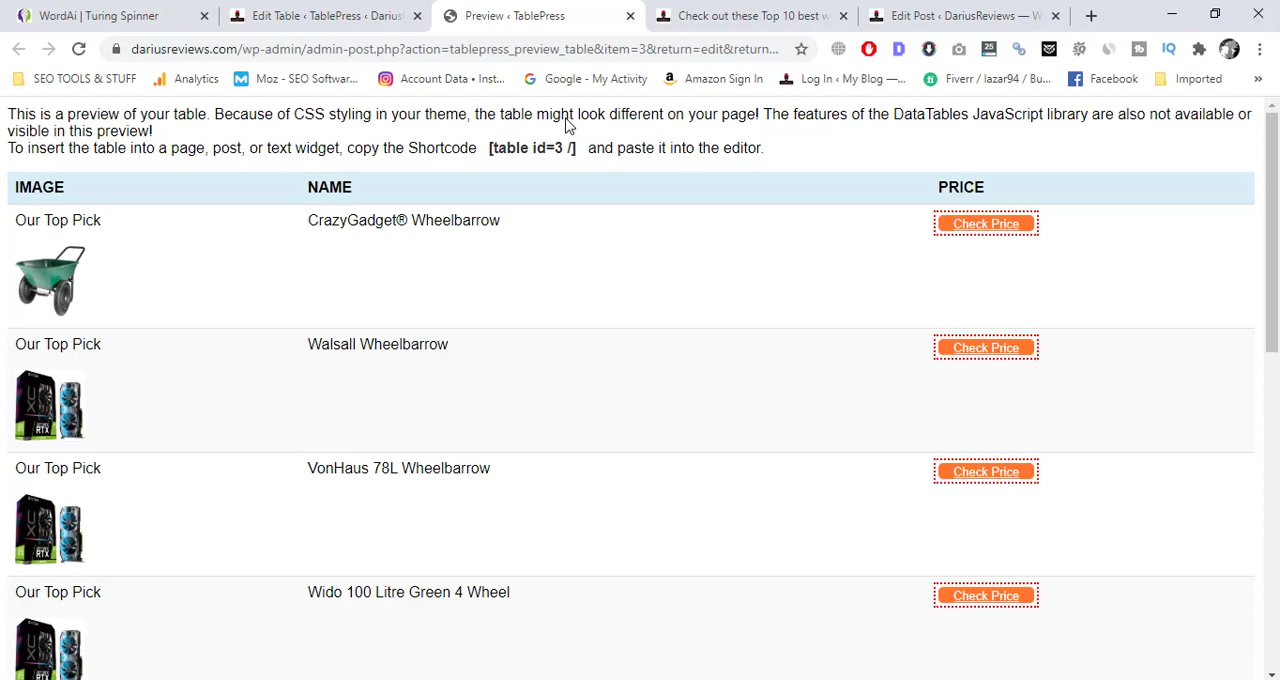 WordAi | Turing Spinner
Edit Table ‹ TablePress ‹ Darius
Preview ‹ TablePress
Check out these Top 10 best w
Edit Post ‹ DariusReviews — W
dariusreviews.com/wp-admin/admin-post.php?action=tablepress_preview_table&item=3&return=edit&return...
25
IQ
SEO TOOLS & STUFF
Analytics
Moz - SEO Softwar...
Account Data • Inst...
Google - My Activity
Amazon Sign In
Log In ‹ My Blog —...
Fiverr / lazar94 / Bu...
Facebook
Imported
This is a preview of your table. Because of CSS styling in your theme, the table might look different on your page! The features of the DataTables JavaScript library are also not available or
visible in this preview!
To insert the table into a page, post, or text widget, copy the Shortcode [table id=3 /] and paste it into the editor.
IMAGE NAME PRICE
Our Top Pick CrazyGadget® Wheelbarrow Check Price
Our Top Pick Walsall Wheelbarrow Check Price
Our Top Pick VonHaus 78L Wheelbarrow Check Price
Our Top Pick Wido 100 Litre Green 4 Wheel Check Price